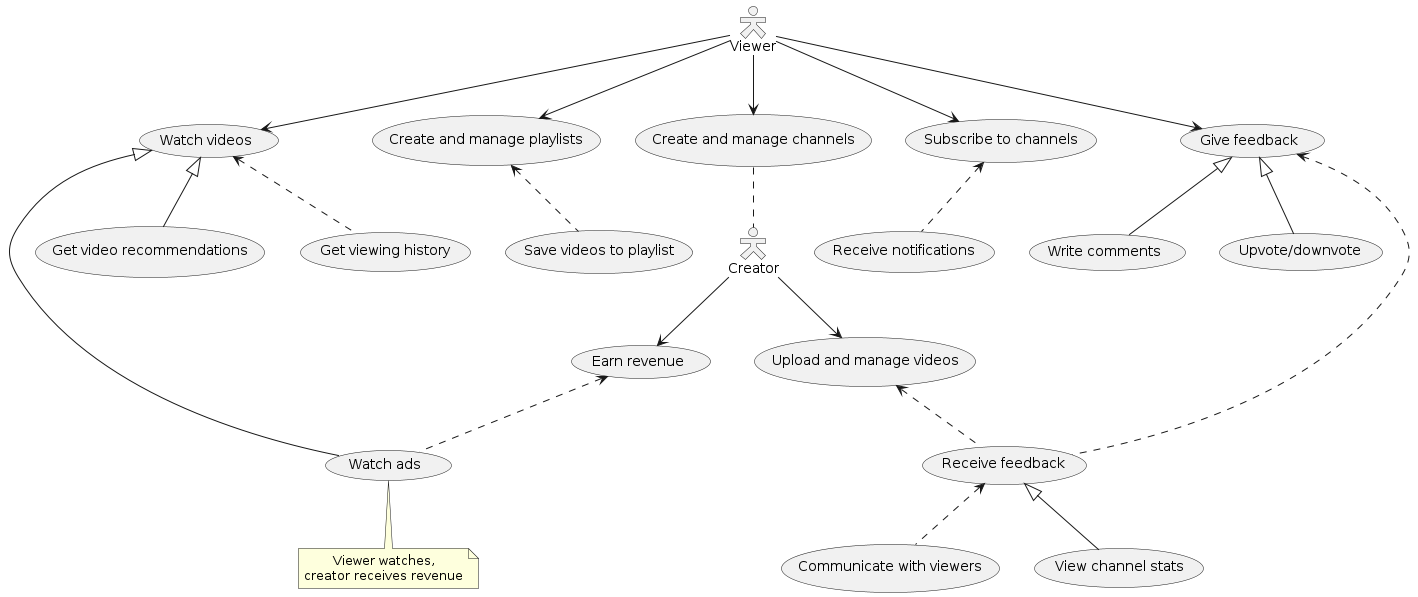 Viewer
Watch videos
Create and manage playlists
Create and manage channels
Subscribe to channels
Give feedback
Get video recommendations
Get viewing history
Save videos to playlist
Creator
Receive notifications
Write comments
Upvote/downvote
Earn revenue
Upload and manage videos
Watch ads
Receive feedback
Viewer watches,
creator receives revenue
Communicate with viewers
View channel stats